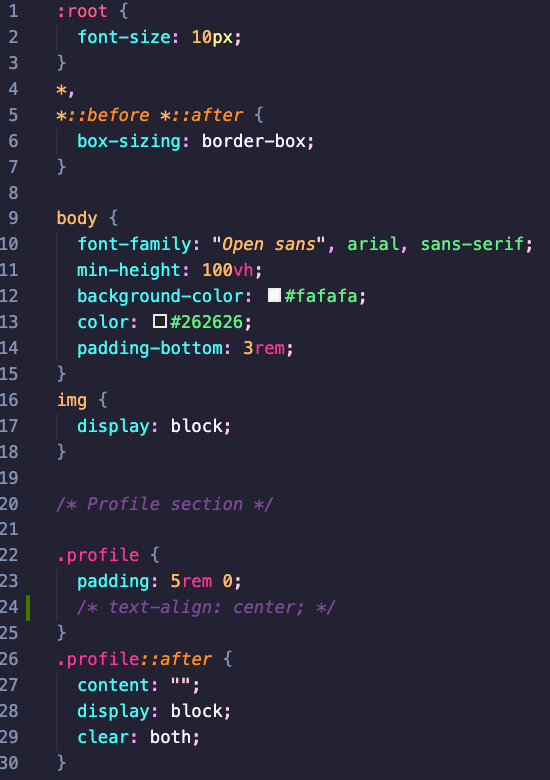 1 :root {
2   font-size: 10px;
3 }
4 *,
5 *::before *::after {
6   box-sizing: border-box;
7 }
8
9 body {
10   font-family: "Open sans", arial, sans-serif;
11   min-height: 100vh;
12   background-color: #fafafa;
13   color: #262626;
14   padding-bottom: 3rem;
15 }
16 img {
17   display: block;
18 }
19
20 /* Profile section */
21
22 .profile {
23   padding: 5rem 0;
24   /* text-align: center; */
25 }
26 .profile::after {
27   content: "";
28   display: block;
29   clear: both;
30 }